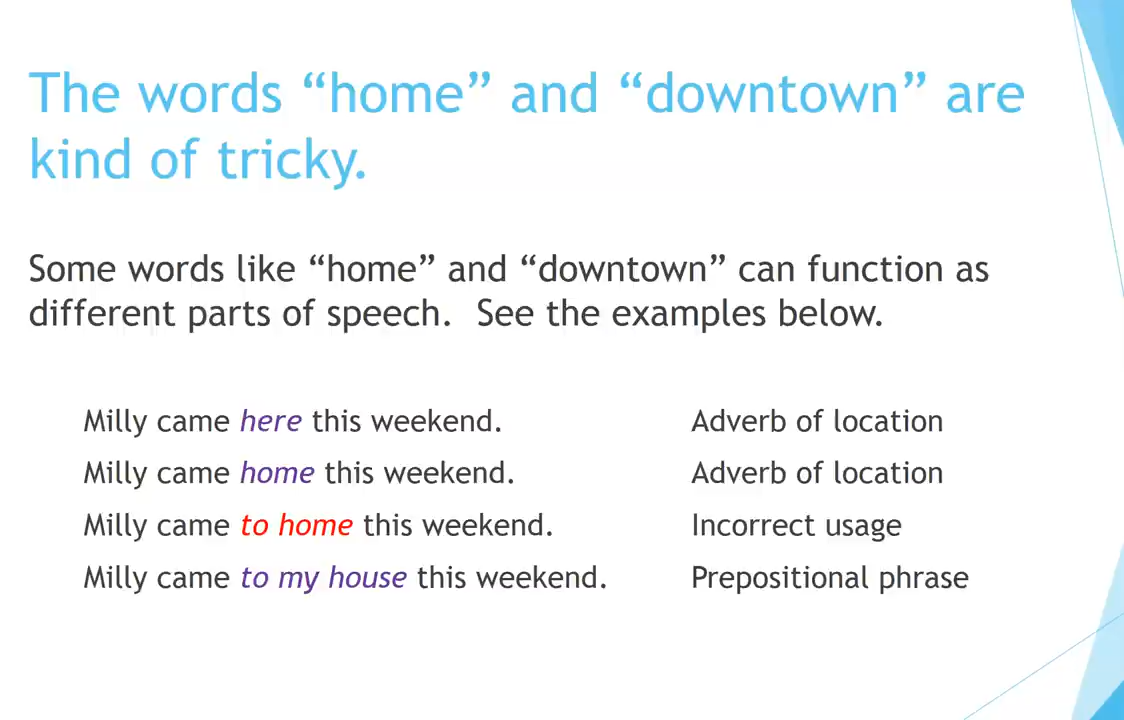 The words “home” and “downtown” are
kind of tricky.
Some words like “home” and “downtown” can function as
different parts of speech.  See the examples below.
Milly came here this weekend. Adverb of location
Milly came home this weekend. Adverb of location
Milly came to home this weekend. Incorrect usage
Milly came to my house this weekend. Prepositional phrase